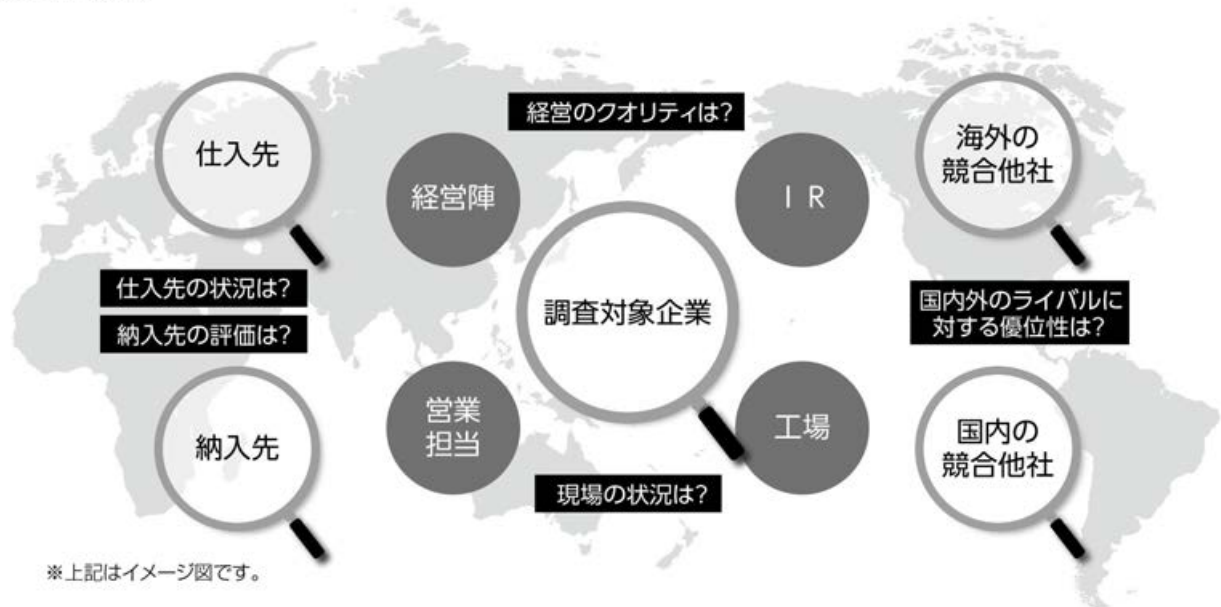 経営のクオリティは?
仕入先
経営陣
I R
海外の
競合他社
調査対象企業
仕入先の状況は?
納入先の評価は?
国内外のライバルに
対する優位性は?
納入先
営業
担当
工場
国内の
競合他社
現場の状況は?
※上記はイメージ図です。